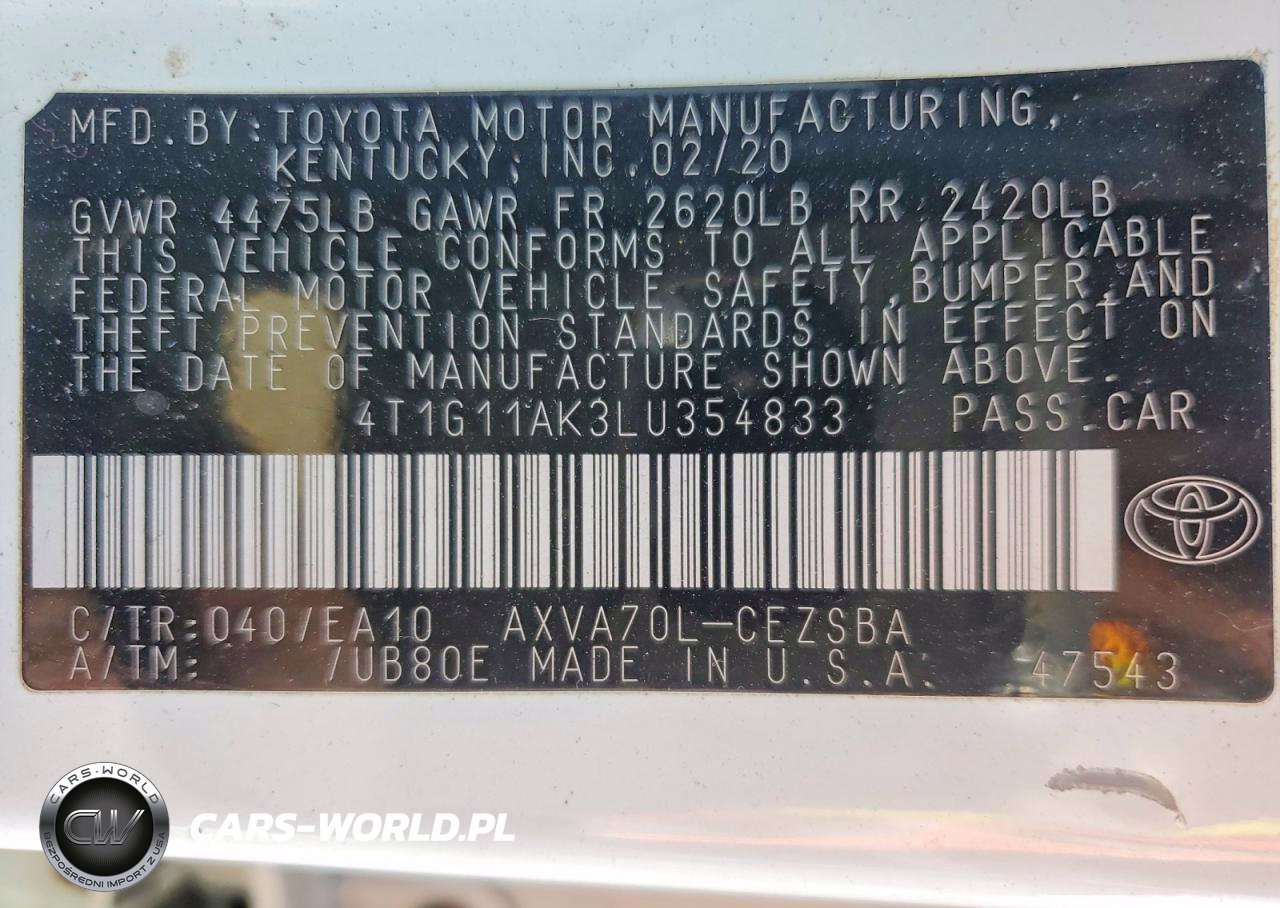 MFD.BY:TOYOTA MOTOR MANUFACTURING,
KENTUCKY,INC.02/20
GVWR 4475LB GAWR FR 2620LB RR 2420LB
THIS VEHICLE CONFORMS TO ALL APPLICABLE
FEDERAL MOTOR VEHICLE SAFETY,BUMPER,AND
THEFT PREVENTION STANDARDS IN EFFECT ON
THE DATE OF MANUFACTURE SHOWN ABOVE.
4T1G11AK3LU354833 PASS.CAR
C/TR:040/EA10 AXVA70L-CEZSBA
A/TM: /UB80E MADE IN U.S.A. 47543
CARS-WORLD
CW
BEZPOŚREDNI IMPORT Z USA
CARS-WORLD.PL